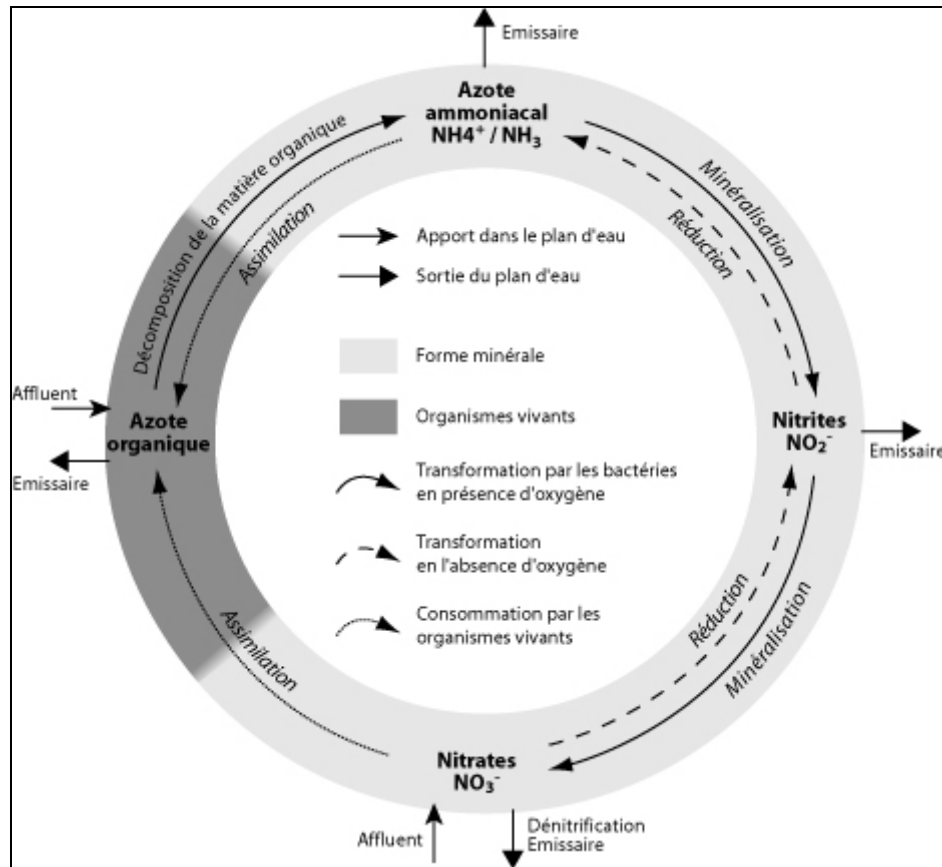 Emissaire
Azote
ammoniacal
NH4⁺ / NH₃
Décomposition de la matière organique
Assimilation
Minéralisation
Réduction
Apport dans le plan d'eau
Sortie du plan d'eau
Forme minérale
Organismes vivants
Transformation par les bactéries
en présence d'oxygène
Transformation
en l'absence d'oxygène
Consommation par les
organismes vivants
Affluent
Azote
organique
Emissaire
Nitrites
NO₂⁻
Emissaire
Assimilation
Réduction
Minéralisation
Nitrates
NO₃⁻
Affluent
Dénitrification
Emissaire